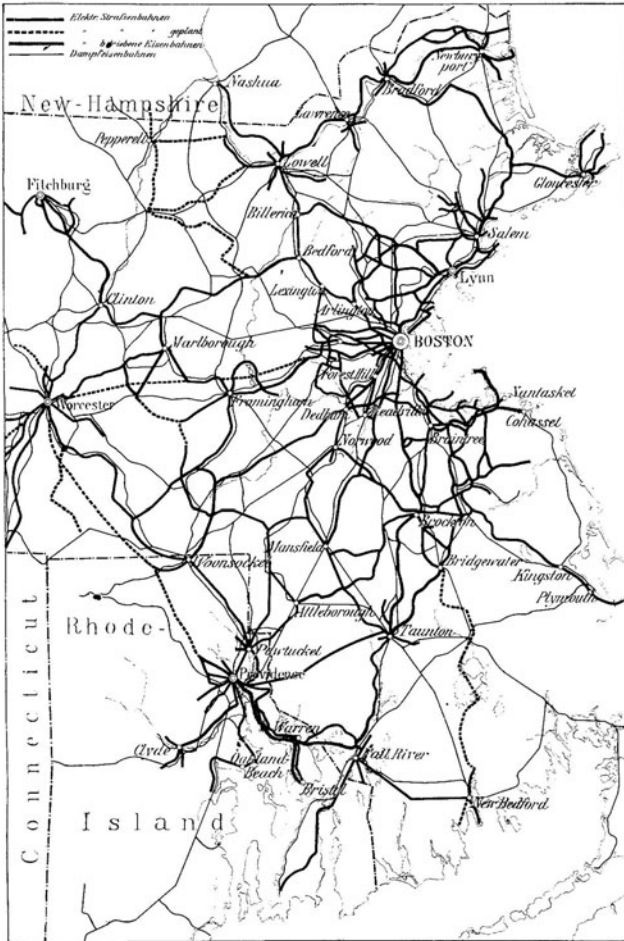 Elektr. Straßenbahnen
" " geplant
" betriebene Eisenbahnen
Dampfeisenbahnen
Nashua
Newbury
port
Bradford
New-Hampshire
Lawrence
Pepperell
Lowell
Gloucester
Fitchburg
Billerica
Salem
Bedford
Lynn
Lexington
Clinton
Arlington
Marlborough
BOSTON
Forest Hill
Nantasket
Worcester
Framingham
Dedham
Cohasset
Braintree
Norwood
Brockton
Mansfield
Woonsocket
Bridgewater
Kingston
Plymouth
Attleborough
Rhode-
Taunton
Pawtucket
Providence
Connecticut
Warren
Clyde
Oakland-
Beach
Fall River
Bristol
New Bedford
Island